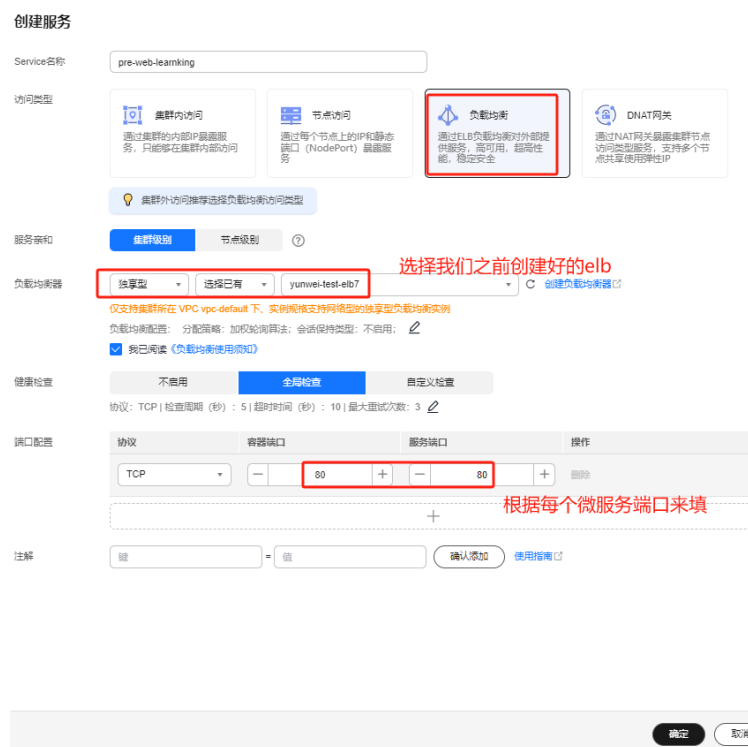 创建服务
Service名称
pre-web-learnking
访问类型
集群内访问
通过集群的内部IP暴露服
务，只能够在集群内部访问
节点访问
通过每个节点上的IP和静态
端口（NodePort）暴露服
务
负载均衡
通过ELB负载均衡对外部提
供服务，高可用，超高性
能，稳定安全
DNAT网关
通过NAT网关暴露集群节点
访问类型服务，支持多个节
点共享使用弹性IP
集群外访问推荐选择负载均衡访问类型
服务亲和
集群级别
节点级别
选择我们之前创建好的elb
负载均衡器
独享型
选择已有
yunwei-test-elb7
创建负载均衡器
仅支持集群所在 VPC vpc-default 下、实例规格支持网络型的独享型负载均衡实例
负载均衡配置： 分配策略：加权轮询算法；会话保持类型：不启用；
我已阅读《负载均衡使用须知》
健康检查
不启用
全局检查
自定义检查
协议：TCP | 检查周期（秒）：5 | 超时时间（秒）：10 | 最大重试次数：3
端口配置
协议
容器端口
服务端口
操作
TCP
80
80
删除
根据每个微服务端口来填
注解
键
=
值
确认添加
使用指南
确定
取消